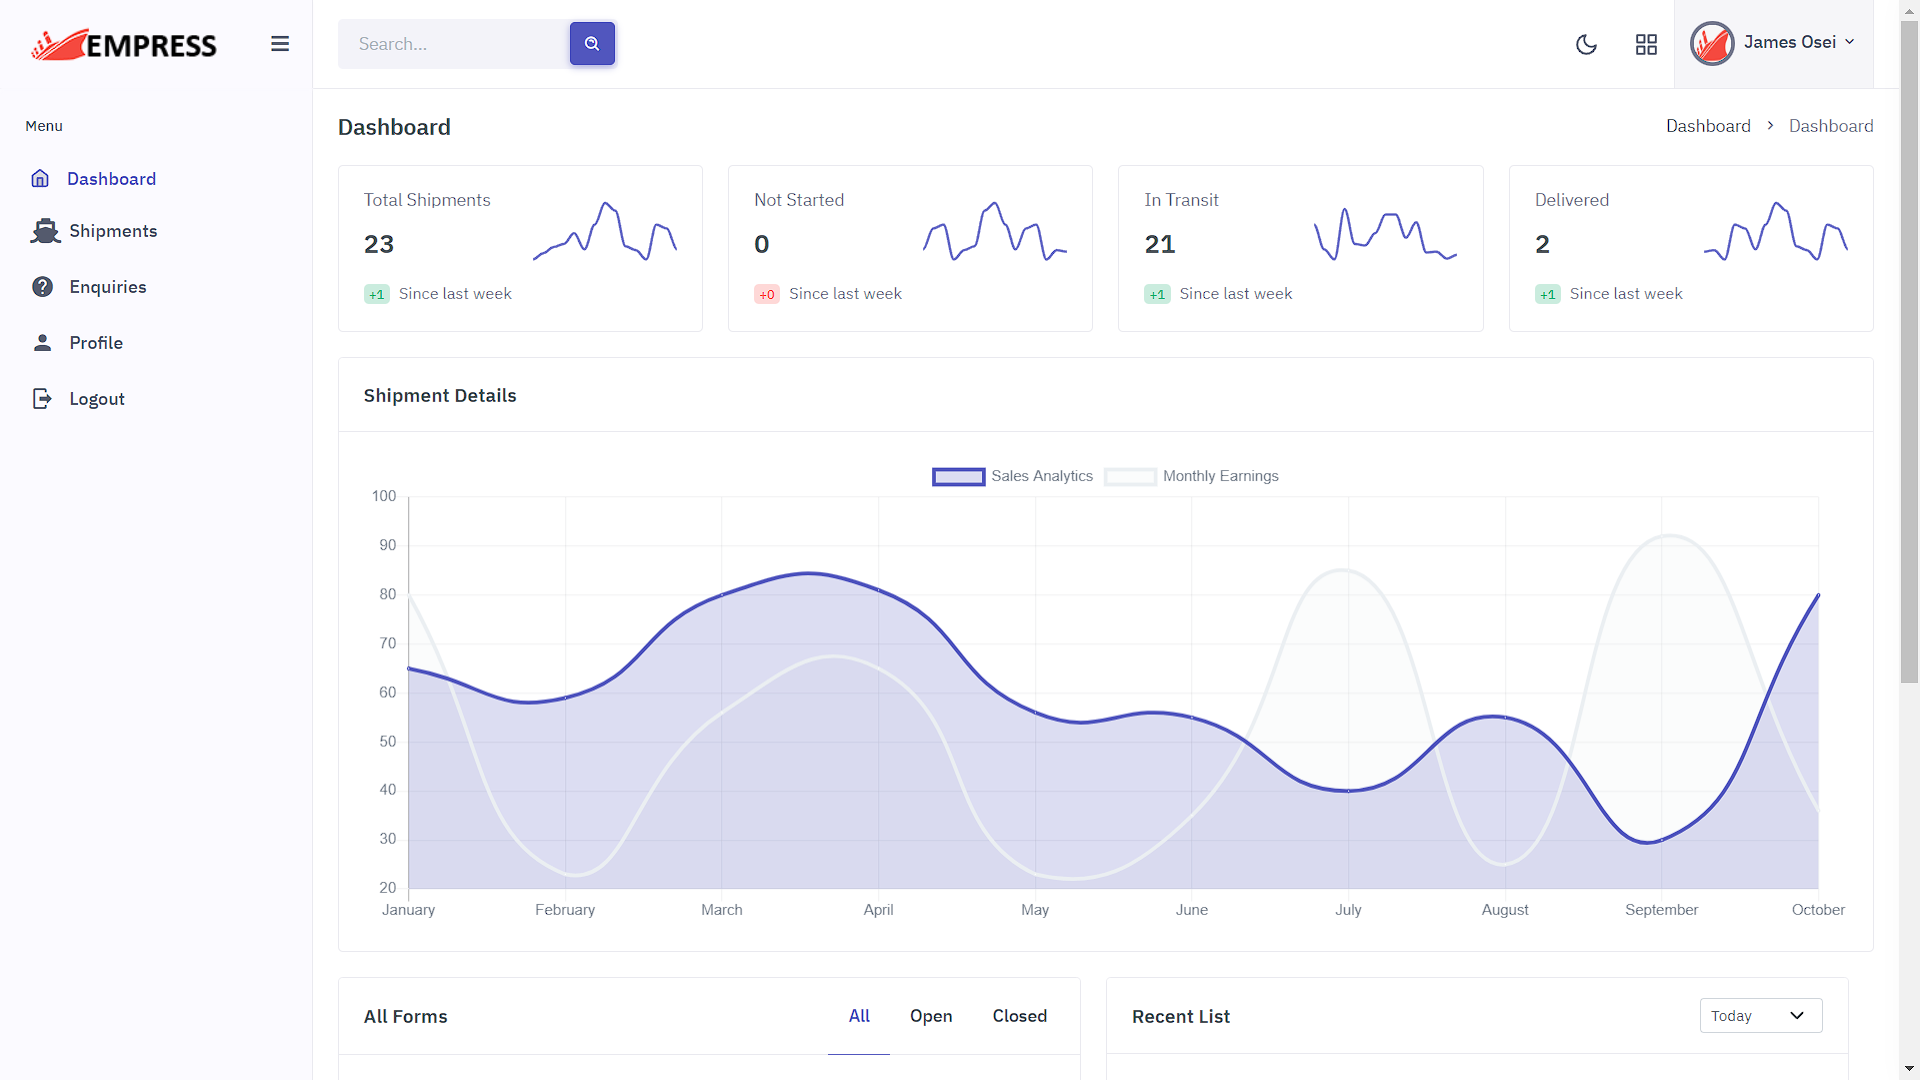 EMPRESS
Search...
James Osei
Menu
Dashboard
Shipments
Enquiries
Profile
Logout
Dashboard
Dashboard > Dashboard
Total Shipments
23
+1 Since last week
Not Started
0
+0 Since last week
In Transit
21
+1 Since last week
Delivered
2
+1 Since last week
Shipment Details
Sales Analytics Monthly Earnings
100
90
80
70
60
50
40
30
20
January February March April May June July August September October
All Forms
All Open Closed
Recent List
Today